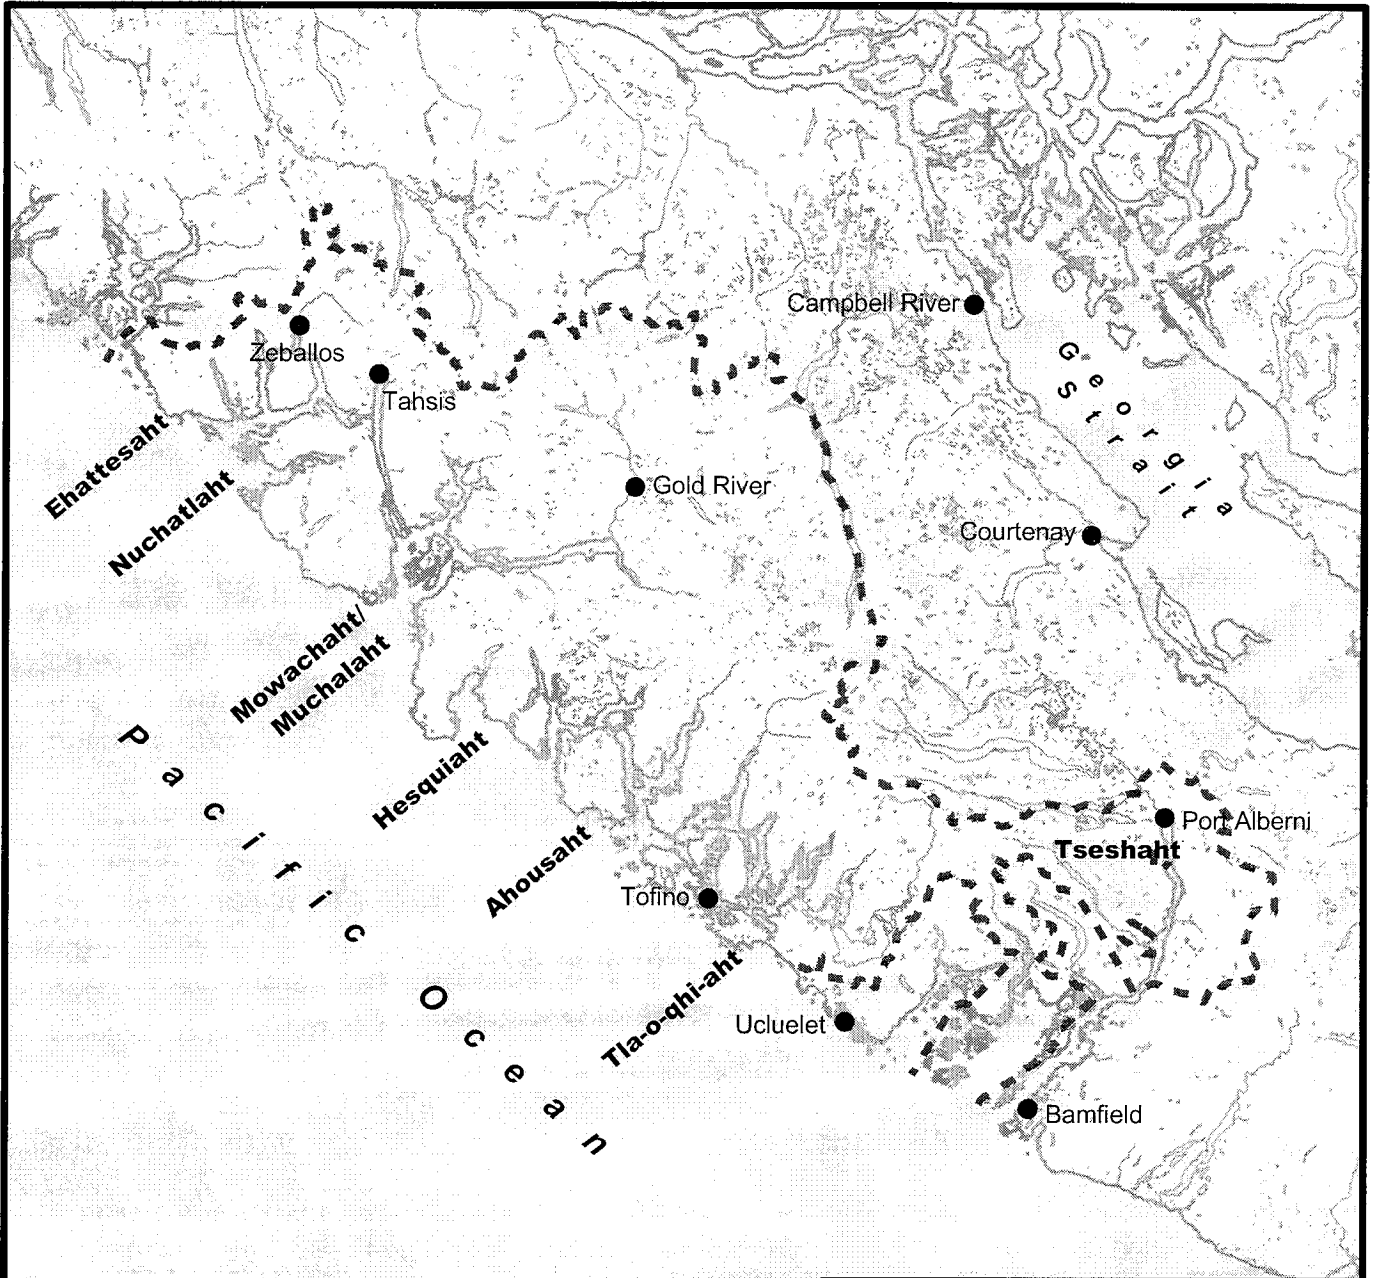 Campbell River
Georgia
Strait
Zeballos
Tahsis
Ehattesaht
Nuchatlaht
Gold River
Courtenay
Mowachaht/
Muchalaht
Hesquiaht
Pacific Ocean
Port Alberni
Tseshaht
Ahousaht
Tofino
Tla-o-qhi-aht
Ucluelet
Bamfield